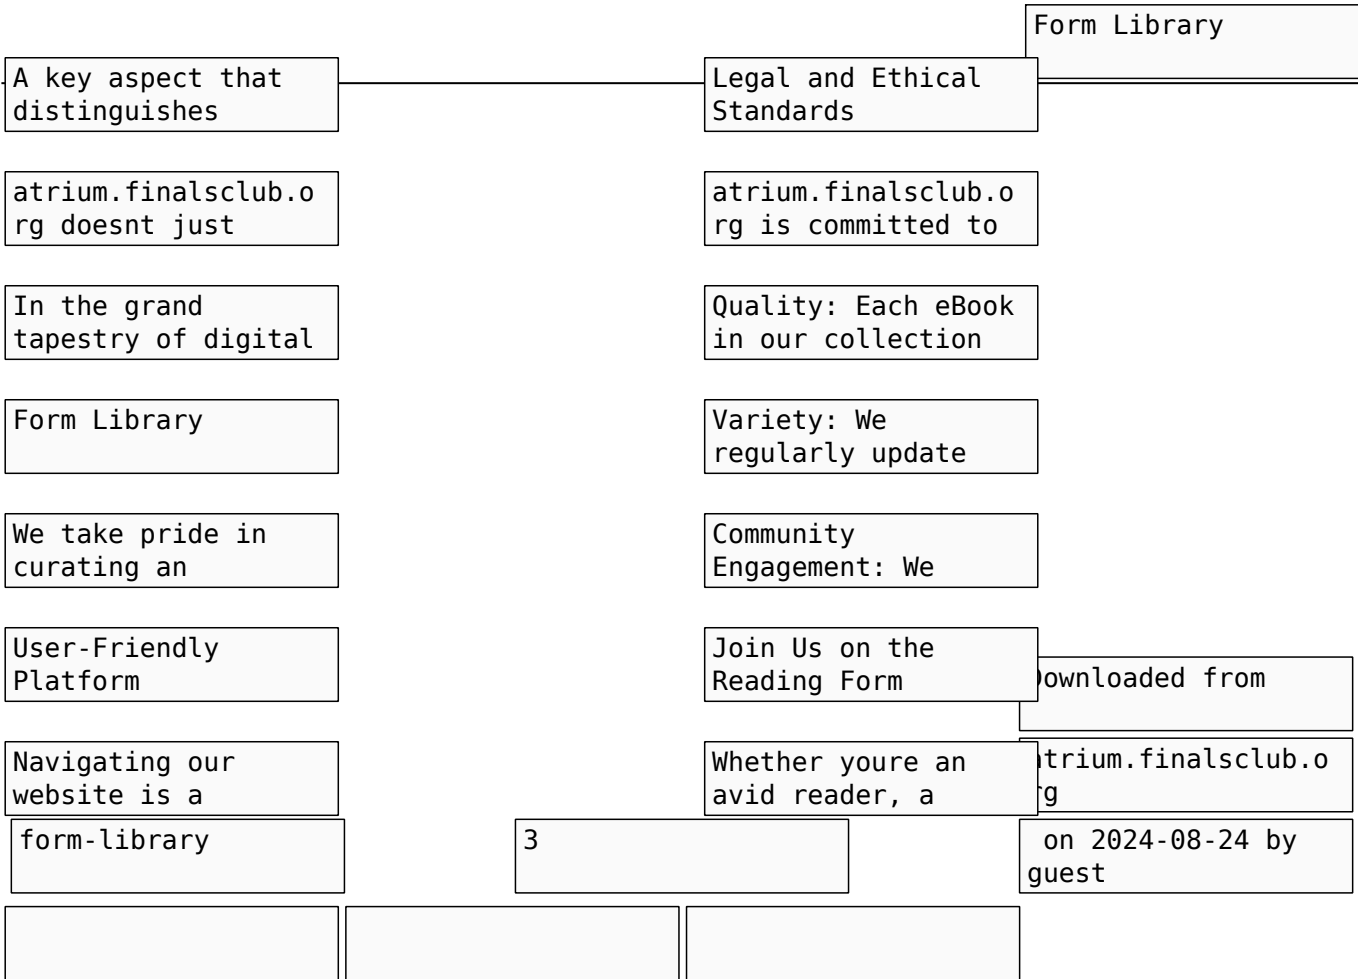 Form Library
A key aspect that
distinguishes
atrium.finalsclub.o
rg doesnt just
In the grand
tapestry of digital
Form Library
We take pride in
curating an
User-Friendly
Platform
Navigating our
website is a
Legal and Ethical
Standards
atrium.finalsclub.o
rg is committed to
Quality: Each eBook
in our collection
Variety: We
regularly update
Community
Engagement: We
Join Us on the
Reading Form
Whether youre an
avid reader, a
Downloaded from
atrium.finalsclub.o
rg
on 2024-08-24 by
guest
form-library
3